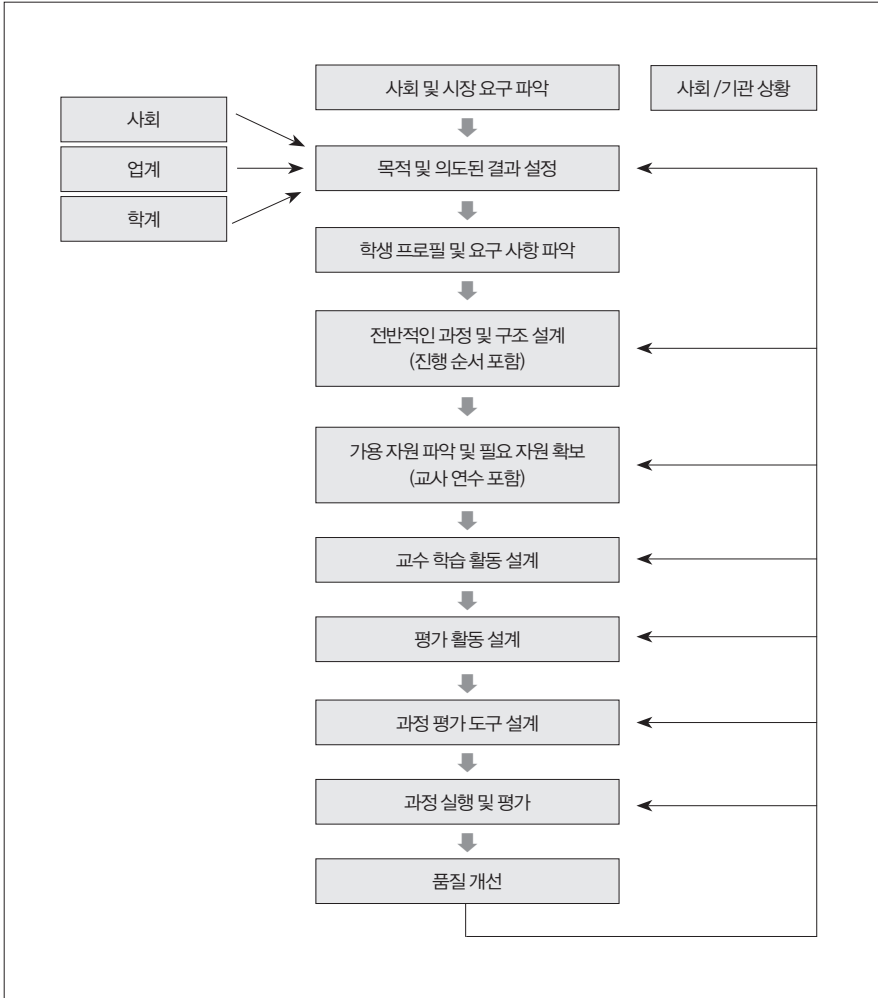 사회 및 시장 요구 파악
사회 /기관 상황
사회
업계
학계
목적 및 의도된 결과 설정
학생 프로필 및 요구 사항 파악
전반적인 과정 및 구조 설계
(진행 순서 포함)
가용 자원 파악 및 필요 자원 확보
(교사 연수 포함)
교수 학습 활동 설계
평가 활동 설계
과정 평가 도구 설계
과정 실행 및 평가
품질 개선